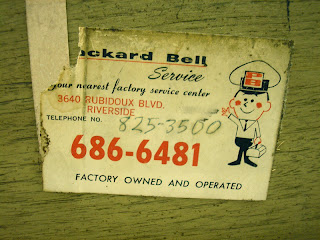 ackard Bell
Service
your nearest factory service center
3640 RUBIDOUX BLVD.
RIVERSIDE
TELEPHONE NO. 825-3500
686-6481
FACTORY OWNED AND OPERATED